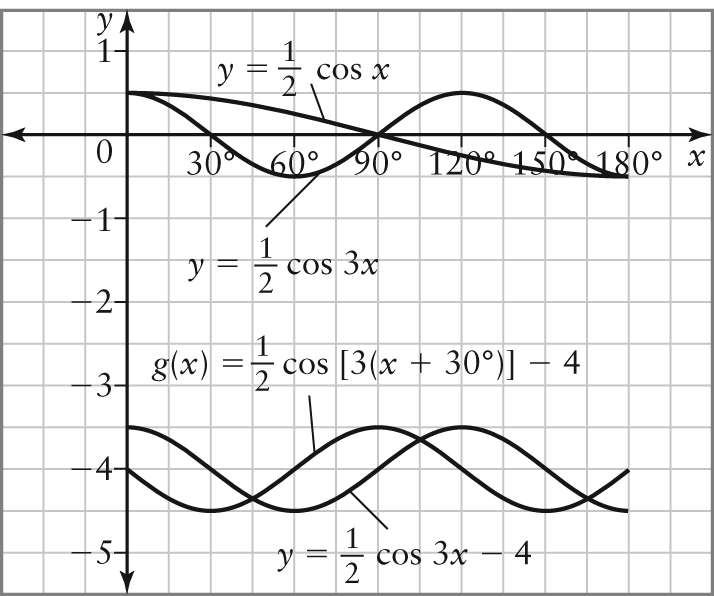 y
1
y = 1/2 cos x
0
30° 60° 90° 120° 150° 180° x
−1
y = 1/2 cos 3x
−2
g(x) = 1/2 cos [3(x + 30°)] − 4
−3
−4
y = 1/2 cos 3x − 4
−5